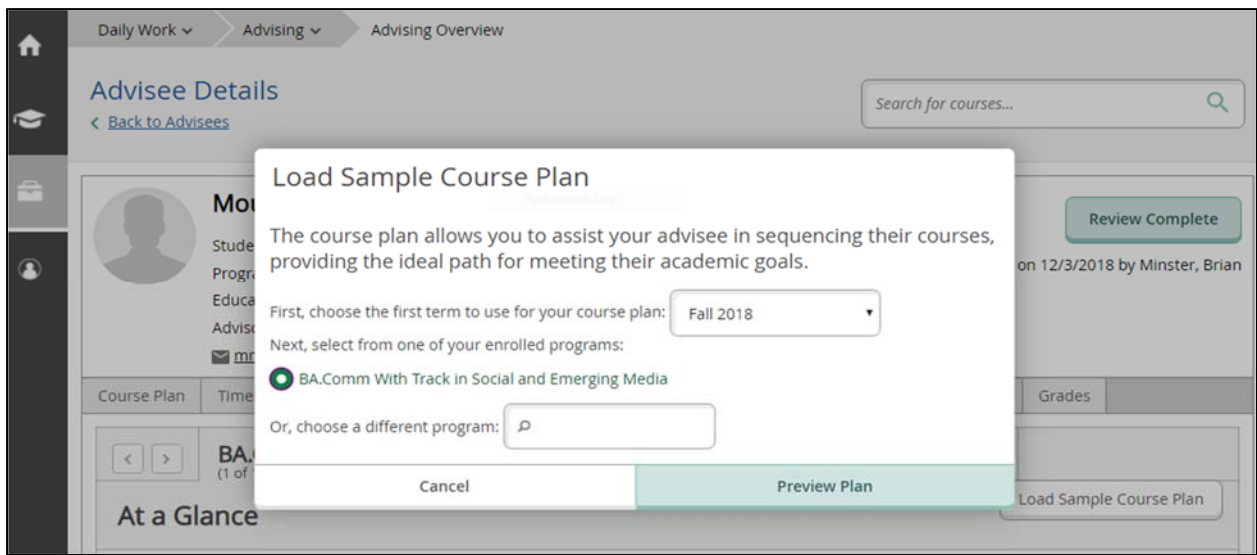 Daily Work Advising Advising Overview
Advisee Details
Search for courses...
< Back to Advisees
Load Sample Course Plan
Review Complete
The course plan allows you to assist your advisee in sequencing their courses,
providing the ideal path for meeting their academic goals.
on 12/3/2018 by Minster, Brian
First, choose the first term to use for your course plan: Fall 2018
Next, select from one of your enrolled programs:
BA.Comm With Track in Social and Emerging Media
Course Plan Time Grades
Or, choose a different program:
< > BA.
(1 of
Cancel Preview Plan
Load Sample Course Plan
At a Glance